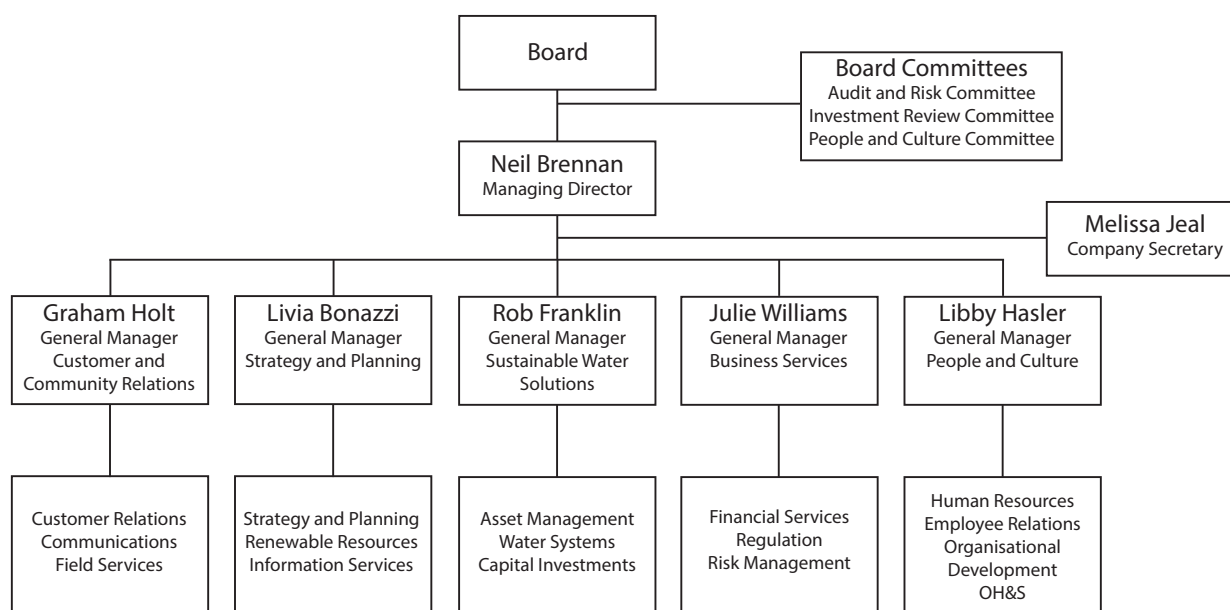 Board
Board Committees
Audit and Risk Committee
Investment Review Committee
People and Culture Committee
Neil Brennan
Managing Director
Melissa Jeal
Company Secretary
Graham Holt
General Manager
Customer and
Community Relations
Livia Bonazzi
General Manager
Strategy and Planning
Rob Franklin
General Manager
Sustainable Water
Solutions
Julie Williams
General Manager
Business Services
Libby Hasler
General Manager
People and Culture
Customer Relations
Communications
Field Services
Strategy and Planning
Renewable Resources
Information Services
Asset Management
Water Systems
Capital Investments
Financial Services
Regulation
Risk Management
Human Resources
Employee Relations
Organisational
Development
OH&S